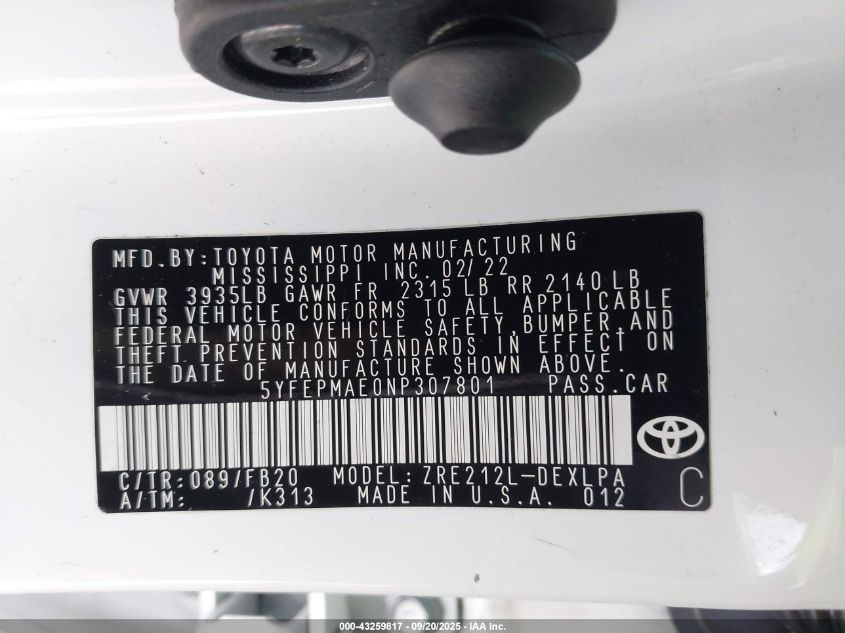 MFD.BY:TOYOTA MOTOR MANUFACTURING
MISSISSIPPI INC. 02/22
GVWR 3935LB GAWR FR 2315 LB RR 2140 LB
THIS VEHICLE CONFORMS TO ALL APPLICABLE
FEDERAL MOTOR VEHICLE SAFETY,BUMPER,AND
THEFT PREVENTION STANDARDS IN EFFECT ON
THE DATE OF MANUFACTURE SHOWN ABOVE.
5YFEPMAE0NP307801 PASS.CAR
C/TR:089/FB20 MODEL:ZRE212L-DEXLPA
A/TM: /K313 MADE IN U.S.A. 012
C
000-43259817 - 09/20/2025 - IAA Inc.